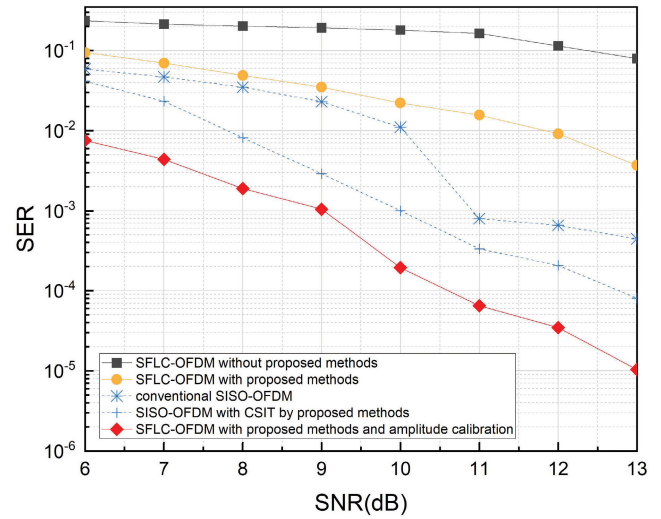 SER
10⁻¹
10⁻²
10⁻³
10⁻⁴
10⁻⁵
10⁻⁶
SFLC-OFDM without proposed methods
SFLC-OFDM with proposed methods
conventional SISO-OFDM
SISO-OFDM with CSIT by proposed methods
SFLC-OFDM with proposed methods and amplitude calibration
6 7 8 9 10 11 12 13
SNR(dB)